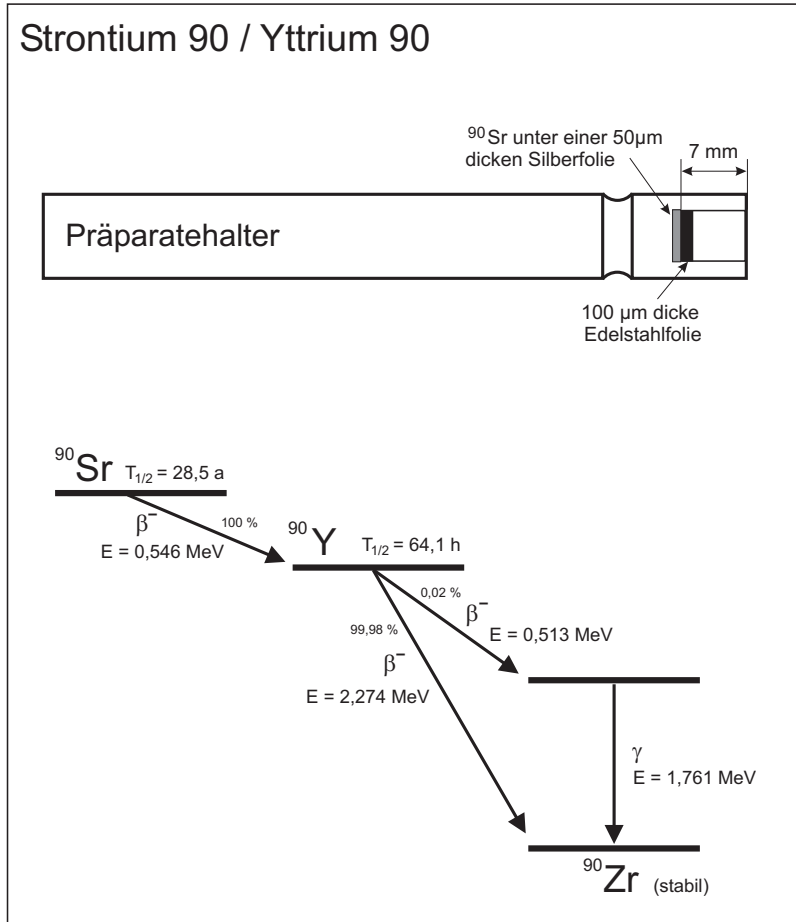 Strontium 90 / Yttrium 90
⁹⁰Sr unter einer 50µm
dicken Silberfolie
7 mm
Präparatehalter
100 µm dicke
Edelstahlfolie
⁹⁰Sr T₁/₂ = 28,5 a
β⁻
100 %
E = 0,546 MeV
⁹⁰Y T₁/₂ = 64,1 h
0,02 %
β⁻
E = 0,513 MeV
99,98 %
β⁻
E = 2,274 MeV
γ
E = 1,761 MeV
⁹⁰Zr (stabil)